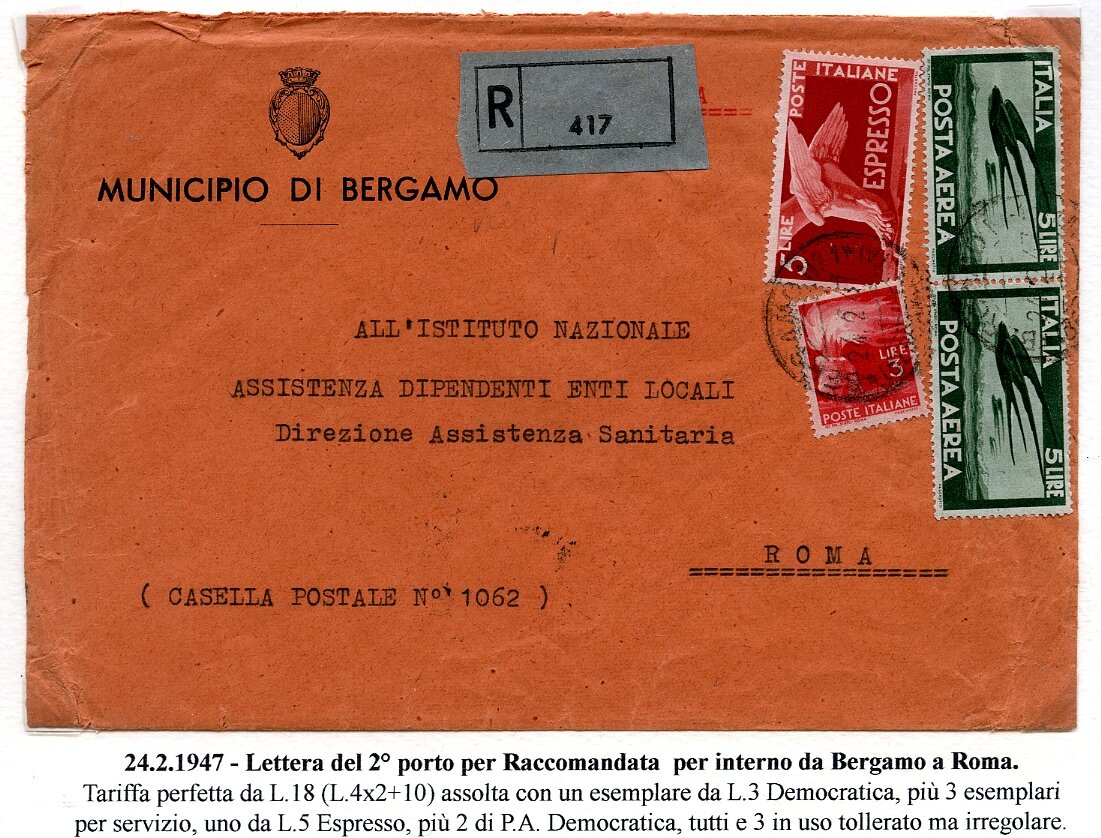 MUNICIPIO DI BERGAMO
R
417
A
POSTE ITALIANE
ESPRESSO
5 LIRE
ITALIA
POSTA AEREA
5 LIRE
LIRE
3
POSTE ITALIANE
ITALIA
POSTA AEREA
5 LIRE
ALL'ISTITUTO NAZIONALE
ASSISTENZA DIPENDENTI ENTI LOCALI
Direzione Assistenza Sanitaria
ROMA
( CASELLA POSTALE N° 1062 )
24.2.1947 - Lettera del 2° porto per Raccomandata per interno da Bergamo a Roma.
Tariffa perfetta da L.18 (L.4x2+10) assolta con un esemplare da L.3 Democratica, più 3 esemplari
per servizio, uno da L.5 Espresso, più 2 di P.A. Democratica, tutti e 3 in uso tollerato ma irregolare.